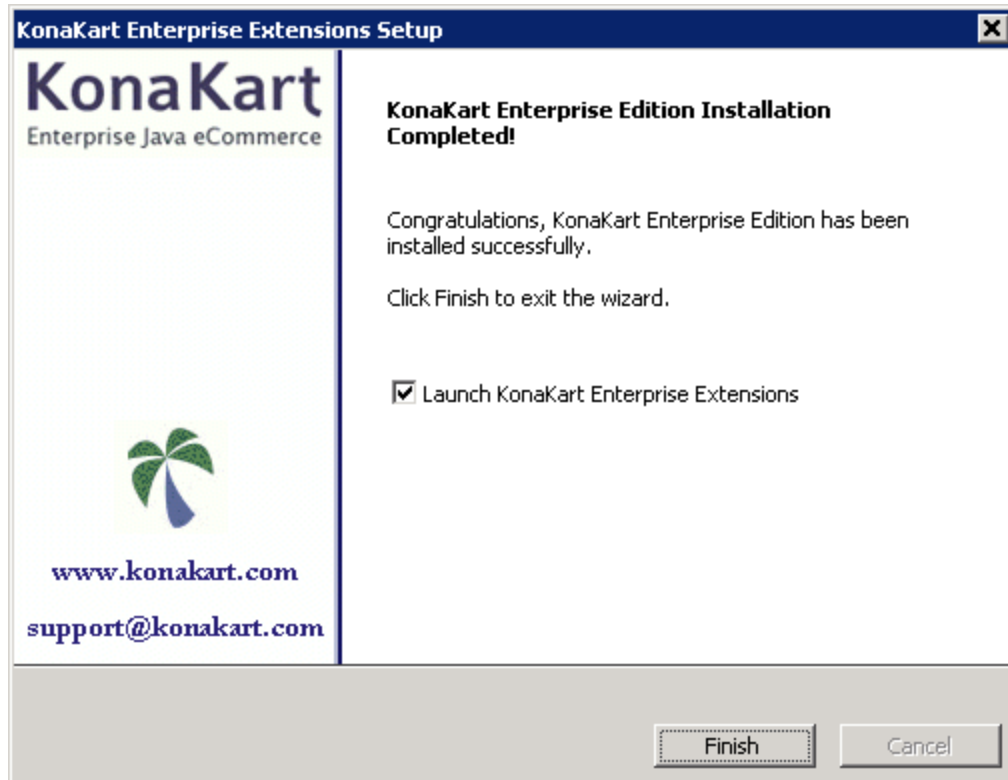 KonaKart Enterprise Extensions Setup
KonaKart
Enterprise Java eCommerce
www.konakart.com
support@konakart.com
KonaKart Enterprise Edition Installation
Completed!
Congratulations, KonaKart Enterprise Edition has been
installed successfully.
Click Finish to exit the wizard.
Launch KonaKart Enterprise Extensions
Finish
Cancel